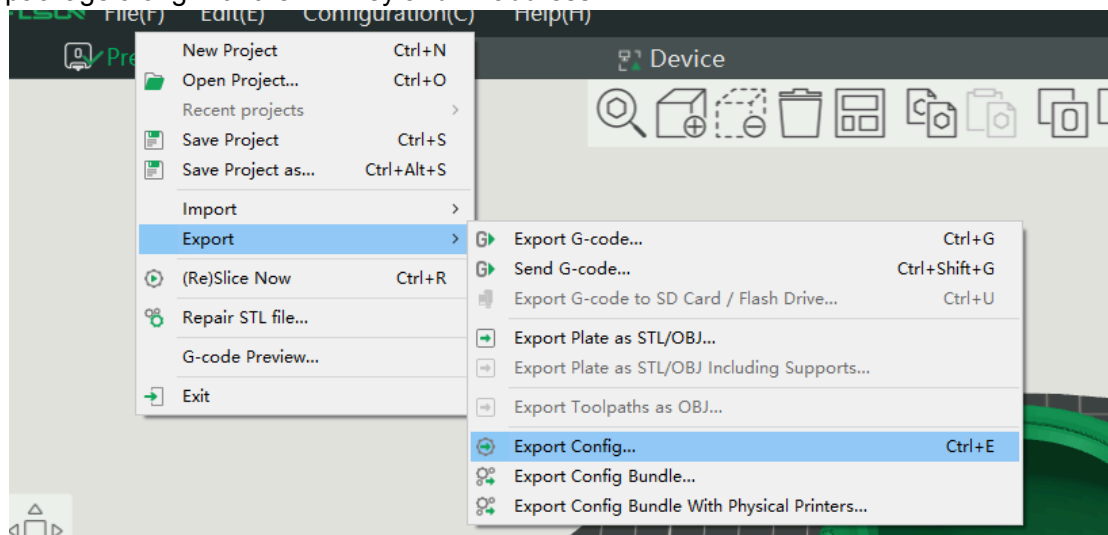 File(F) Edit(E) Configuration(C) Help(H)
Pre
Device
New Project Ctrl+N
Open Project... Ctrl+O
Recent projects
Save Project Ctrl+S
Save Project as... Ctrl+Alt+S
Import
Export
(Re)Slice Now Ctrl+R
Repair STL file...
G-code Preview...
Exit
Export G-code... Ctrl+G
Send G-code... Ctrl+Shift+G
Export G-code to SD Card / Flash Drive... Ctrl+U
Export Plate as STL/OBJ...
Export Plate as STL/OBJ Including Supports...
Export Toolpaths as OBJ...
Export Config... Ctrl+E
Export Config Bundle...
Export Config Bundle With Physical Printers...